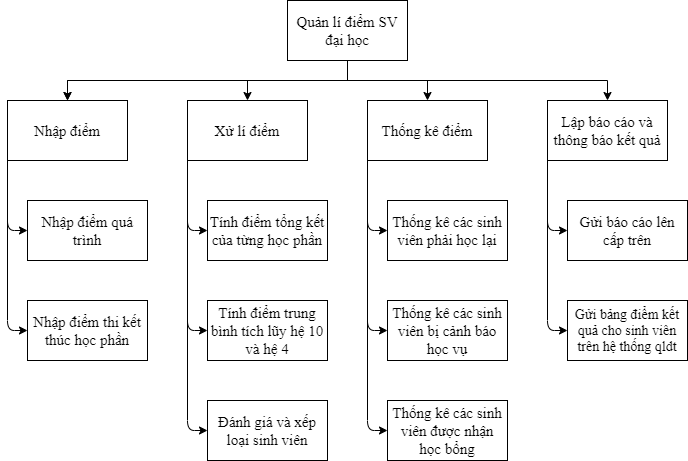 Quản lí điểm SV
đại học
Nhập điểm
Xử lí điểm
Thống kê điểm
Lập báo cáo và
thông báo kết quả
Nhập điểm quá
trình
Tính điểm tổng kết
của từng học phần
Thống kê các sinh
viên phải học lại
Gửi báo cáo lên
cấp trên
Nhập điểm thi kết
thúc học phần
Tính điểm trung
bình tích lũy hệ 10
và hệ 4
Thống kê các sinh
viên bị cảnh báo
học vụ
Gửi bảng điểm kết
quả cho sinh viên
trên hệ thống qldt
Đánh giá và xếp
loại sinh viên
Thống kê các sinh
viên được nhận
học bổng